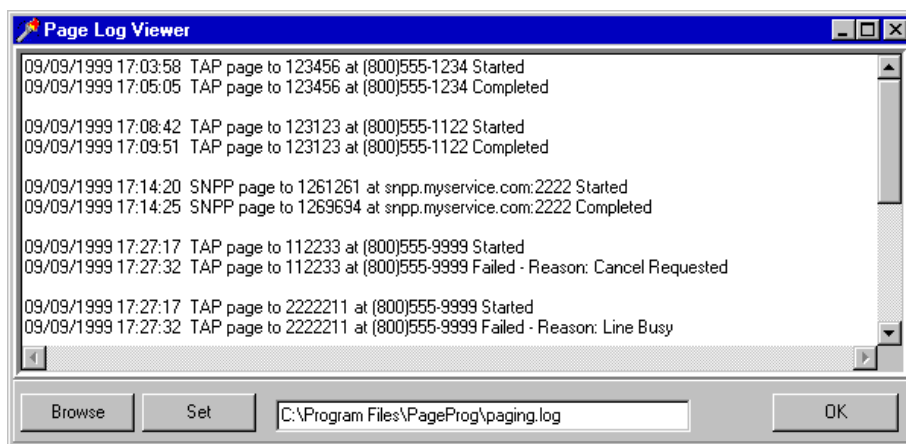 Page Log Viewer
09/09/1999 17:03:58 TAP page to 123456 at (800)555-1234 Started
09/09/1999 17:05:05 TAP page to 123456 at (800)555-1234 Completed
09/09/1999 17:08:42 TAP page to 123123 at (800)555-1122 Started
09/09/1999 17:09:51 TAP page to 123123 at (800)555-1122 Completed
09/09/1999 17:14:20 SNPP page to 1261261 at snpp.myservice.com:2222 Started
09/09/1999 17:14:25 SNPP page to 1269694 at snpp.myservice.com:2222 Completed
09/09/1999 17:27:17 TAP page to 112233 at (800)555-9999 Started
09/09/1999 17:27:32 TAP page to 112233 at (800)555-9999 Failed - Reason: Cancel Requested
09/09/1999 17:27:17 TAP page to 2222211 at (800)555-9999 Started
09/09/1999 17:27:32 TAP page to 2222211 at (800)555-9999 Failed - Reason: Line Busy
Browse Set C:\Program Files\PageProg\paging.log OK